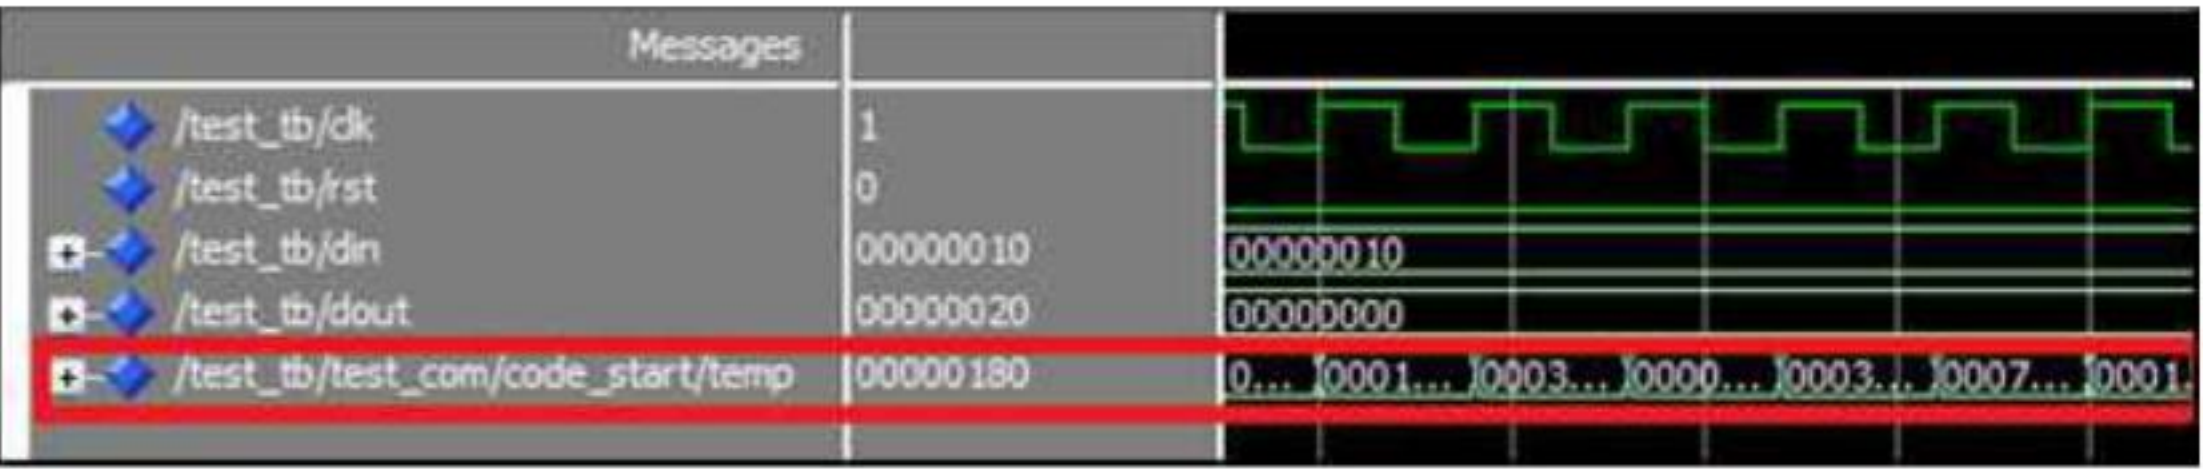 Messages
/test_tb/clk 1
/test_tb/rst 0
/test_tb/din 00000010 00000010
/test_tb/dout 00000020 00000000
/test_tb/test_com/code_start/temp 00000180 0... 0001... 0003... 0000... 0003... 0007... 0001.